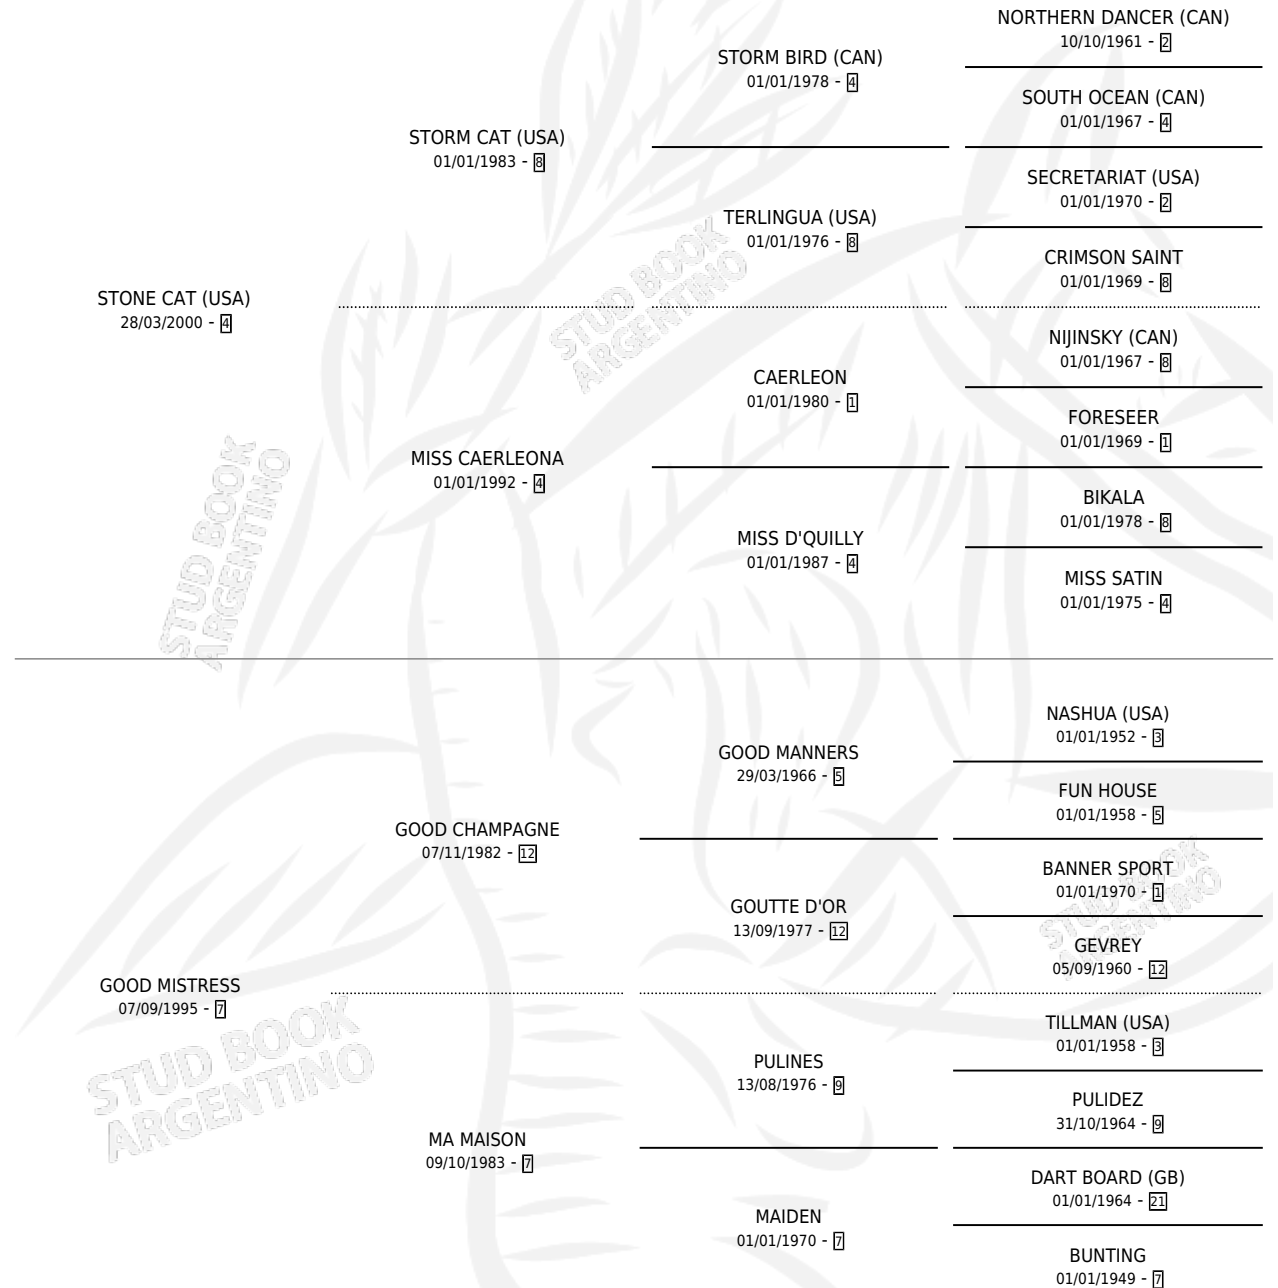 NORTHERN DANCER (CAN)
10/10/1961 - 2
STORM BIRD (CAN)
01/01/1978 - 4
SOUTH OCEAN (CAN)
01/01/1967 - 4
STORM CAT (USA)
01/01/1983 - 8
SECRETARIAT (USA)
01/01/1970 - 2
TERLINGUA (USA)
01/01/1976 - 8
CRIMSON SAINT
01/01/1969 - 8
STONE CAT (USA)
28/03/2000 - 4
STUD BOOK
ARGENTINO
NIJINSKY (CAN)
01/01/1967 - 8
CAERLEON
01/01/1980 - 1
FORESEER
01/01/1969 - 1
MISS CAERLEONA
01/01/1992 - 4
BIKALA
01/01/1978 - 8
MISS D'QUILLY
01/01/1987 - 4
MISS SATIN
01/01/1975 - 4
STUD BOOK
ARGENTINO
NASHUA (USA)
01/01/1952 - 3
GOOD MANNERS
29/03/1966 - 5
FUN HOUSE
01/01/1958 - 5
GOOD CHAMPAGNE
07/11/1982 - 12
BANNER SPORT
01/01/1970 - 1
GOUTTE D'OR
13/09/1977 - 12
STUD BOOK
ARGENTINO
GEVREY
05/09/1960 - 12
GOOD MISTRESS
07/09/1995 - 7
STUD BOOK
ARGENTINO
TILLMAN (USA)
01/01/1958 - 3
PULINES
13/08/1976 - 9
PULIDEZ
31/10/1964 - 9
MA MAISON
09/10/1983 - 7
DART BOARD (GB)
01/01/1964 - 21
MAIDEN
01/01/1970 - 7
BUNTING
01/01/1949 - 7